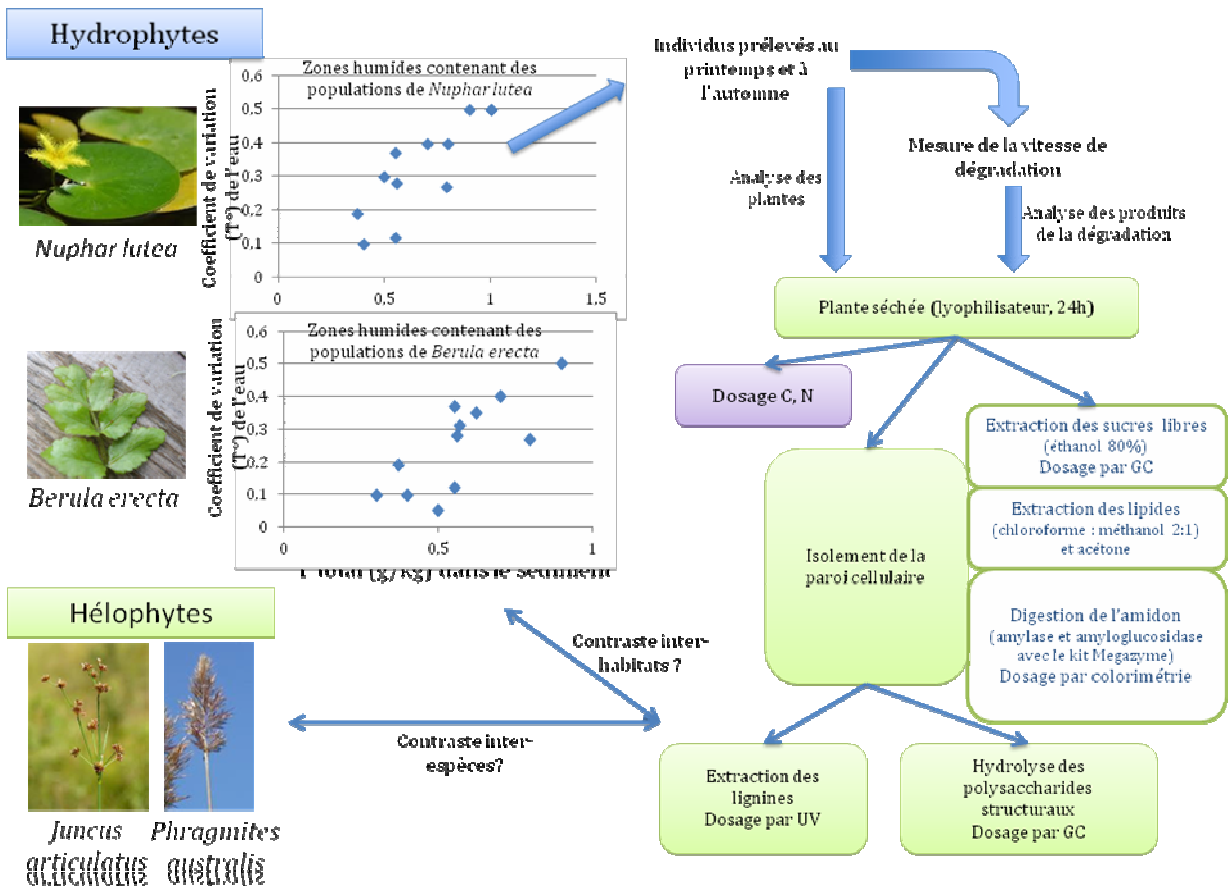 Hydrophytes
Zones humides contenant des
populations de Nuphar lutea
Coefficient de variation
(T°) de l'eau
0.6
0.5
0.4
0.3
0.2
0.1
0
0
0.5
1
1.5
Nuphar lutea
Zones humides contenant des
populations de Berula erecta
Coefficient de variation
(T°) de l'eau
0.6
0.5
0.4
0.3
0.2
0.1
0
0
0.5
1
P total (g/kg) dans le sédiment
Berula erecta
Hélophytes
Juncus
articulatus
Phragmites
australis
Contraste inter-
habitats ?
Contraste inter-
espèces?
Individus prélevés au
printemps et à
l'automne
Analyse des
plantes
Mesure de la vitesse de
dégradation
Analyse des produits
de la dégradation
Plante séchée (lyophilisateur, 24h)
Dosage C, N
Isolement de la
paroi cellulaire
Extraction des sucres libres
(éthanol 80%)
Dosage par GC
Extraction des lipides
(chloroforme : méthanol 2:1)
et acétone
Digestion de l'amidon
(amylase et amyloglucosidase
avec le kit Megazyme)
Dosage par colorimétrie
Extraction des
lignines
Dosage par UV
Hydrolyse des
polysaccharides
structuraux
Dosage par GC